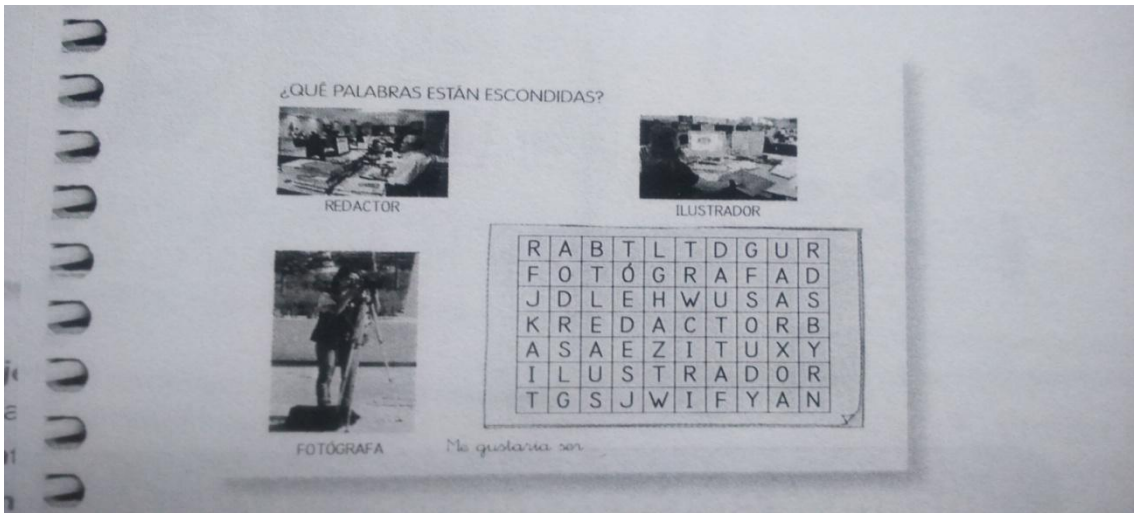 ¿QUÉ PALABRAS ESTÁN ESCONDIDAS?
REDACTOR
ILUSTRADOR
R A B T L T D G U R
F O T Ó G R A F A D
J D L E H W U S A S
K R E D A C T O R B
A S A E Z I T U X Y
I L U S T R A D O R
T G S J W I F Y A N
FOTÓGRAFA
Me gustaría ser